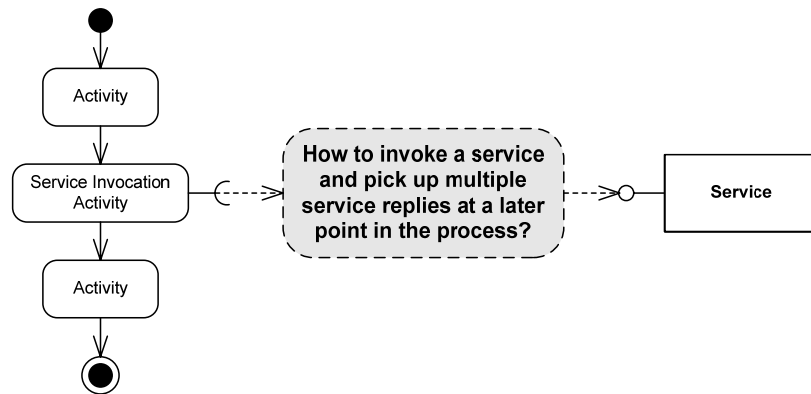 Activity
Service Invocation
Activity
Activity
How to invoke a service
and pick up multiple
service replies at a later
point in the process?
Service